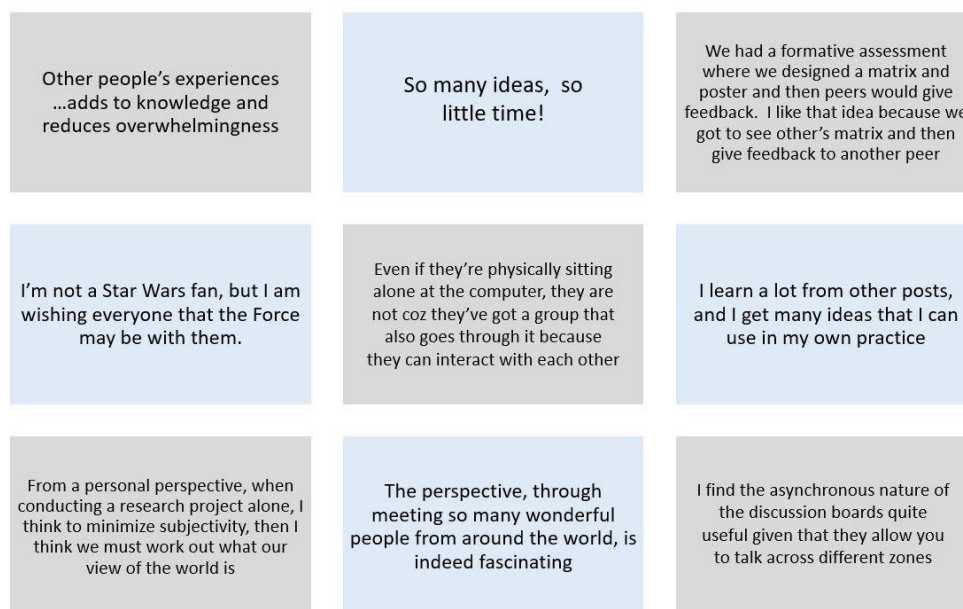 Other people's experiences
...adds to knowledge and
reduces overwhelmingness
So many ideas, so
little time!
We had a formative assessment
where we designed a matrix and
poster and then peers would give
feedback. I like that idea because we
got to see other's matrix and then
give feedback to another peer
I'm not a Star Wars fan, but I am
wishing everyone that the Force
may be with them.
Even if they're physically sitting
alone at the computer, they are
not coz they've got a group that
also goes through it because
they can interact with each other
I learn a lot from other posts,
and I get many ideas that I can
use in my own practice
From a personal perspective, when
conducting a research project alone, I
think to minimize subjectivity, then I
think we must work out what our
view of the world is
The perspective, through
meeting so many wonderful
people from around the world, is
indeed fascinating
I find the asynchronous nature of
the discussion boards quite
useful given that they allow you
to talk across different zones